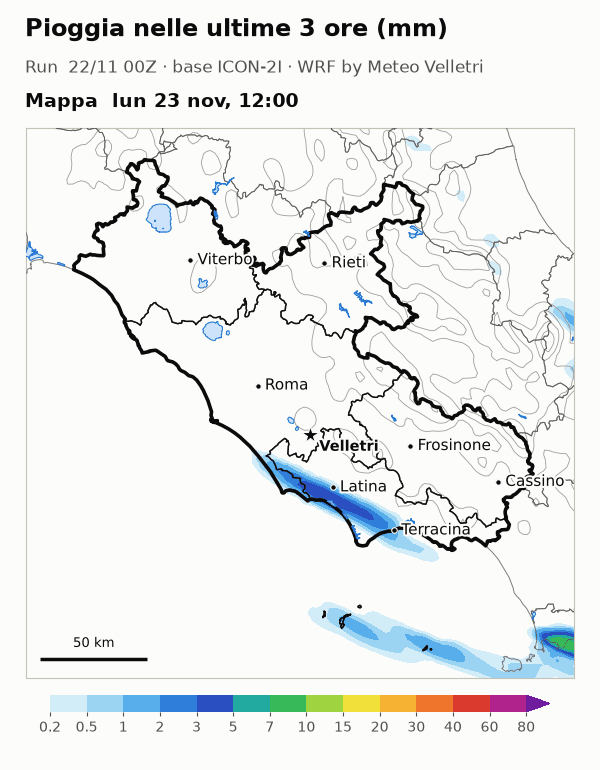 Pioggia nelle ultime 3 ore (mm)
Run  22/11 00Z · base ICON-2I · WRF by Meteo Velletri
Mappa  lun 23 nov, 12:00
Viterbo
Rieti
Roma
Velletri
Frosinone
Latina
Cassino
Terracina
50 km
0.2 0.5 1 2 3 5 7 10 15 20 30 40 60 80